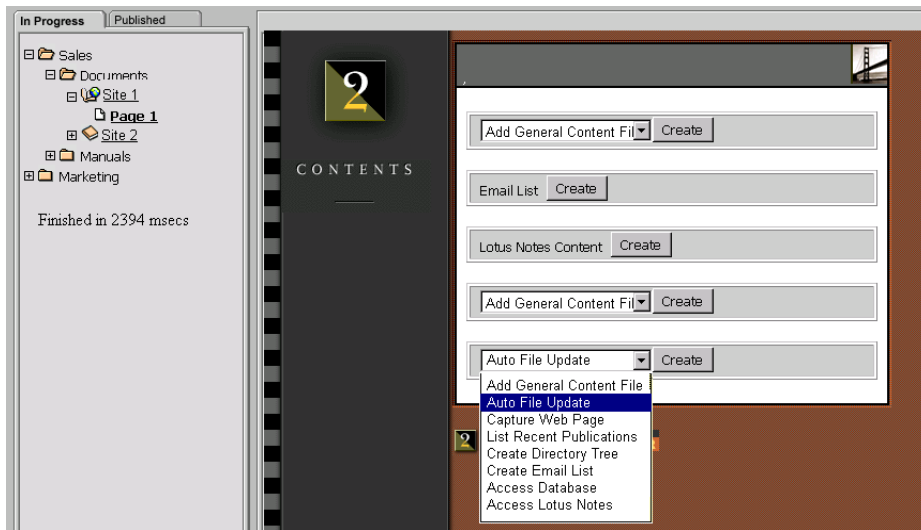 In Progress
Published
Sales
Documents
Site 1
Page 1
Site 2
Manuals
Marketing
Finished in 2394 msecs
2
CONTENTS
Add General Content Fil
Create
Email List
Create
Lotus Notes Content
Create
Add General Content Fil
Create
Auto File Update
Create
Add General Content File
Auto File Update
Capture Web Page
List Recent Publications
Create Directory Tree
Create Email List
Access Database
Access Lotus Notes
2